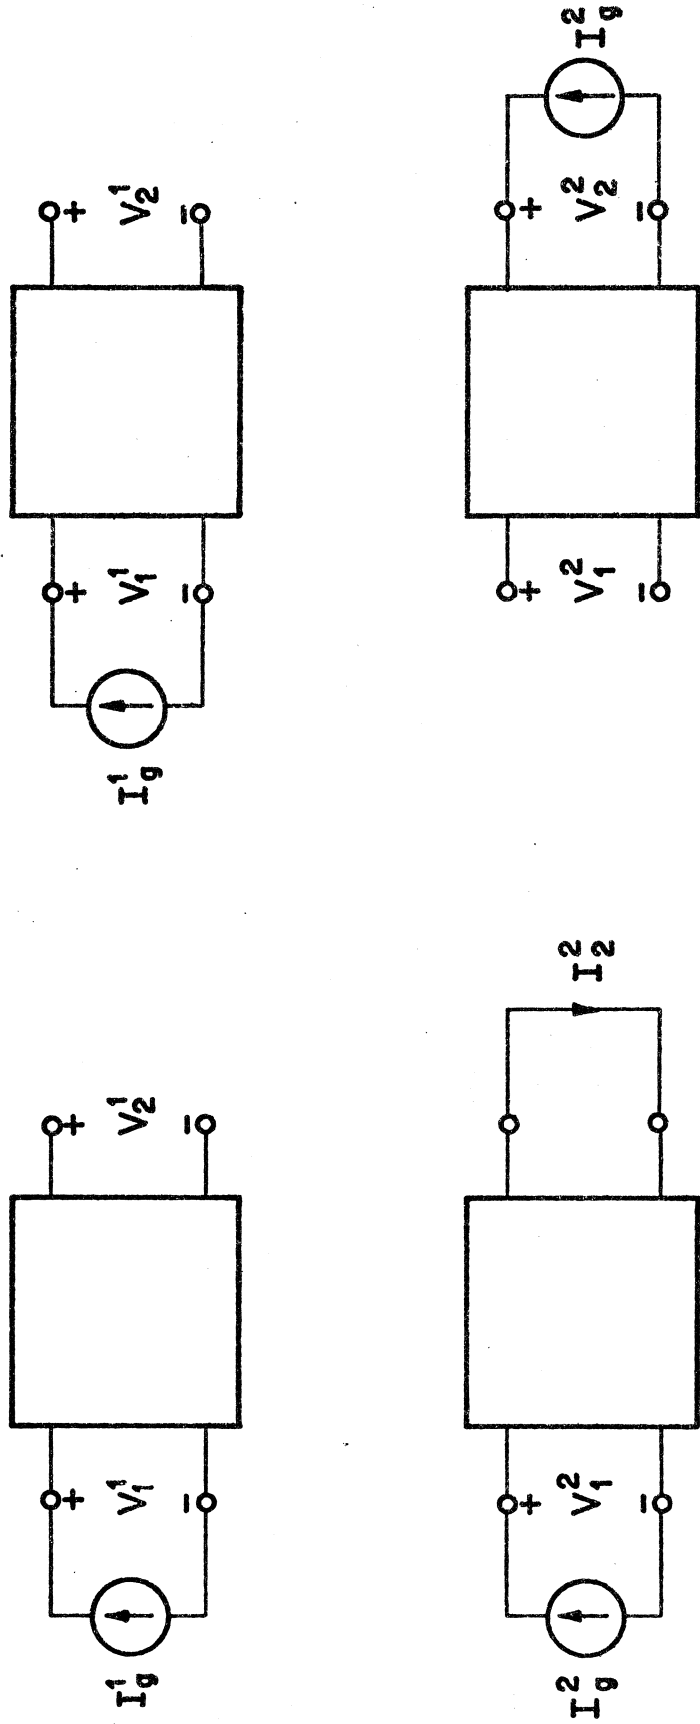 + + + +
I_g^1 V_1^1 V_2^1 I_g^1 V_1^1 V_2^1
− − − −
+ + +
I_g^2 V_1^2 I_2^2 V_1^2 V_2^2 I_g^2
− − −